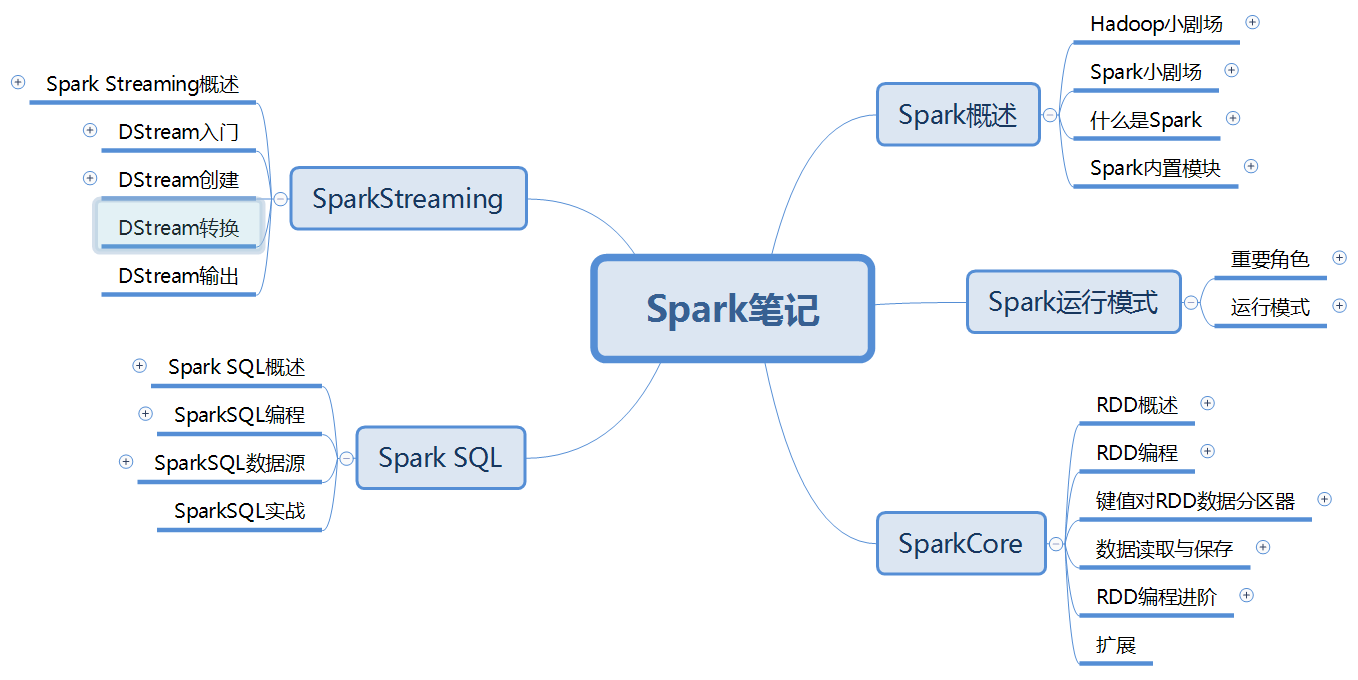 Spark笔记
Spark概述
Hadoop小剧场
Spark小剧场
什么是Spark
Spark内置模块
Spark运行模式
重要角色
运行模式
SparkCore
RDD概述
RDD编程
键值对RDD数据分区器
数据读取与保存
RDD编程进阶
扩展
Spark SQL
Spark SQL概述
SparkSQL编程
SparkSQL数据源
SparkSQL实战
SparkStreaming
Spark Streaming概述
DStream入门
DStream创建
DStream转换
DStream输出